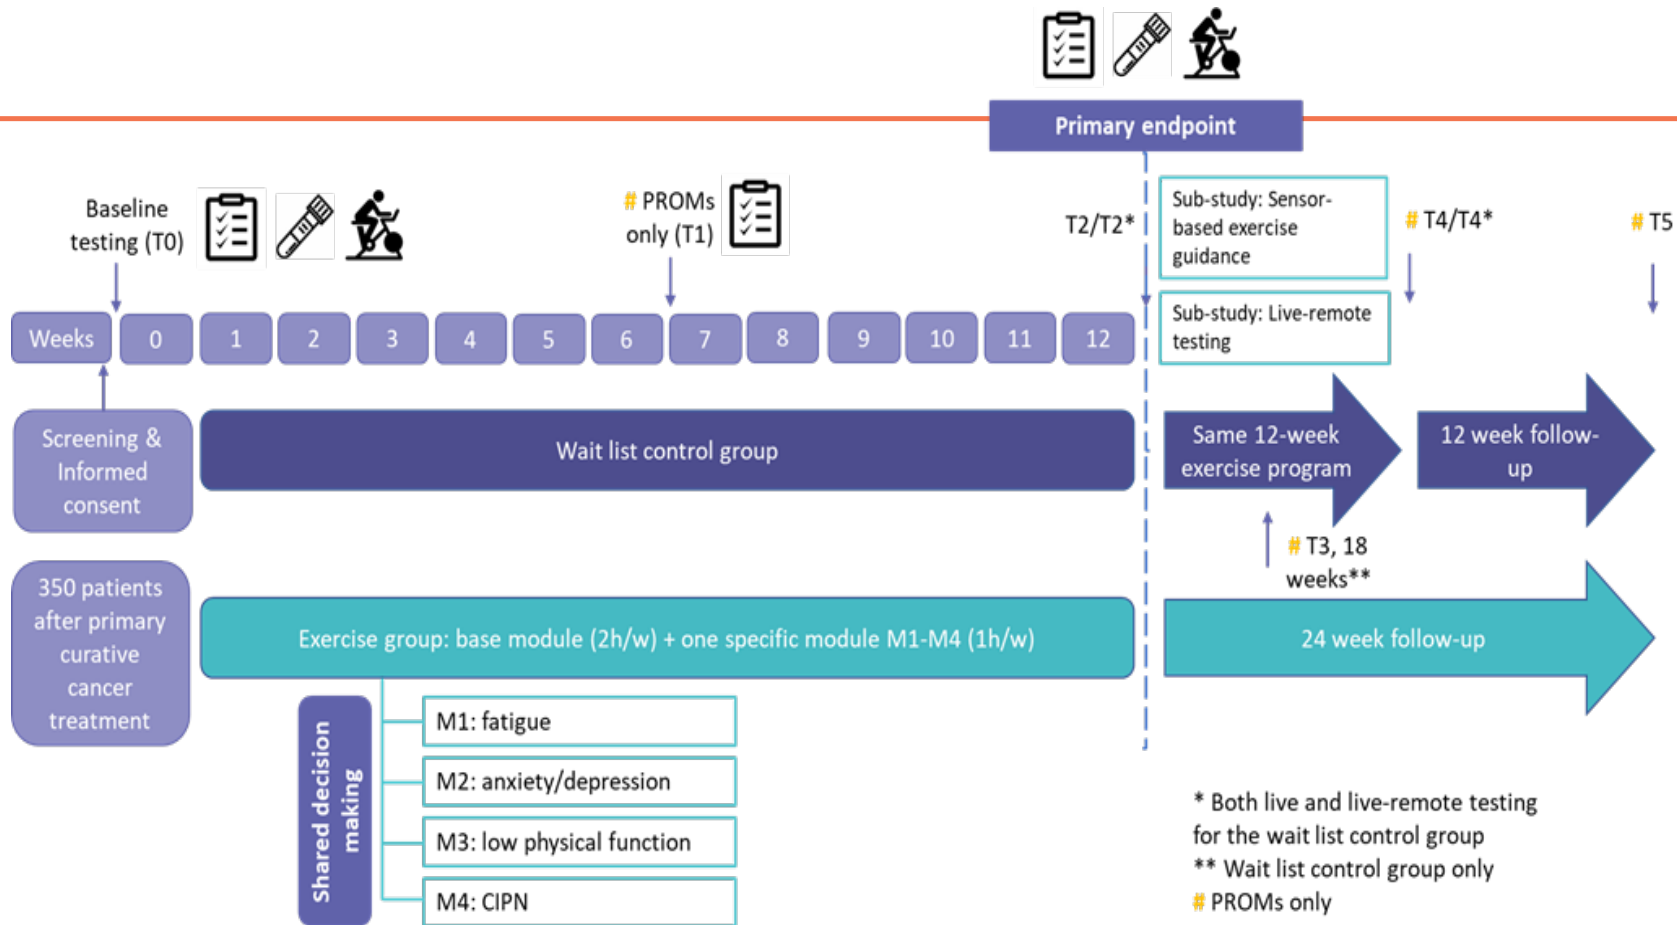 Primary endpoint
Baseline
testing (T0)
# PROMs
only (T1)
T2/T2*
Sub-study: Sensor-
based exercise
guidance
# T4/T4*
# T5
Sub-study: Live-remote
testing
Weeks 0 1 2 3 4 5 6 7 8 9 10 11 12
Screening &
Informed
consent
Wait list control group
Same 12-week
exercise program
12 week follow-
up
# T3, 18
weeks**
350 patients
after primary
curative
cancer
treatment
Exercise group: base module (2h/w) + one specific module M1-M4 (1h/w)
24 week follow-up
Shared decision
making
M1: fatigue
M2: anxiety/depression
M3: low physical function
M4: CIPN
* Both live and live-remote testing
for the wait list control group
** Wait list control group only
# PROMs only